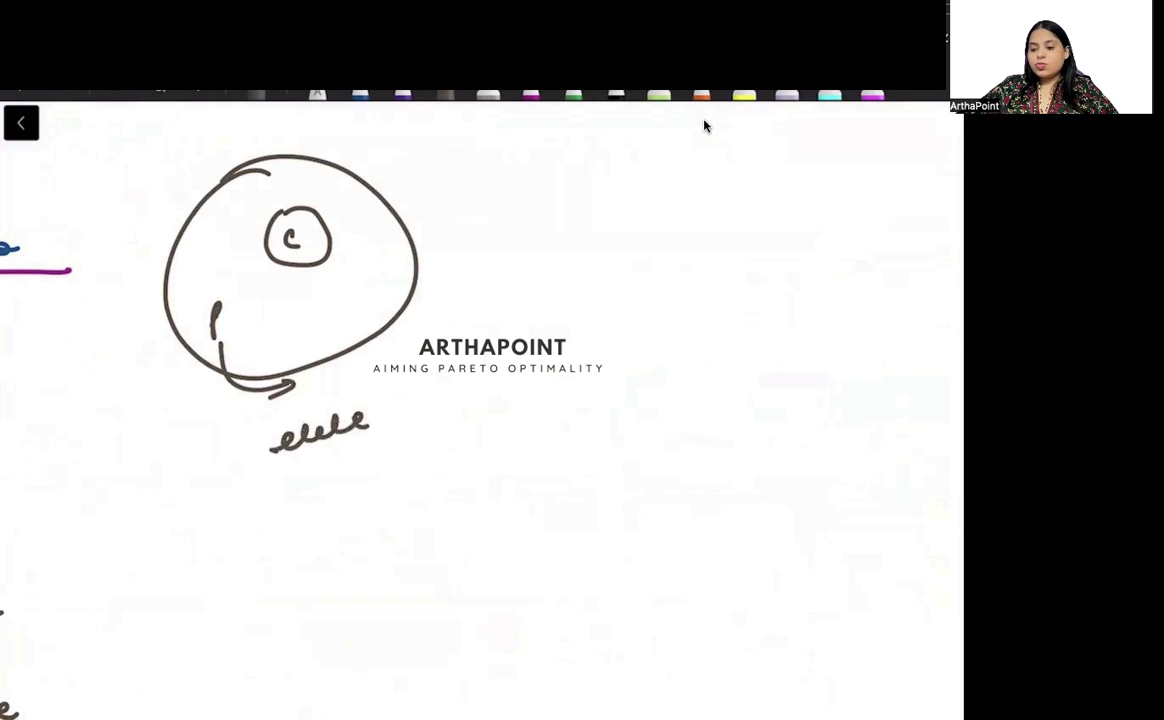 ArthaPoint
C
P
ARTHAPOINT
AIMING PARETO OPTIMALITY